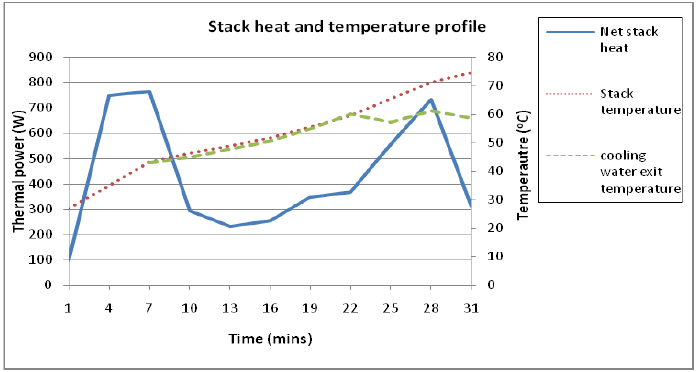 Stack heat and temperature profile
900
800
700
600
500
400
300
200
100
0
Thermal power (W)
80
70
60
50
40
30
20
10
0
Temperautre (°C)
1 4 7 10 13 16 19 22 25 28 31
Time (mins)
Net stack
heat
Stack
temperature
cooling
water exit
temperature